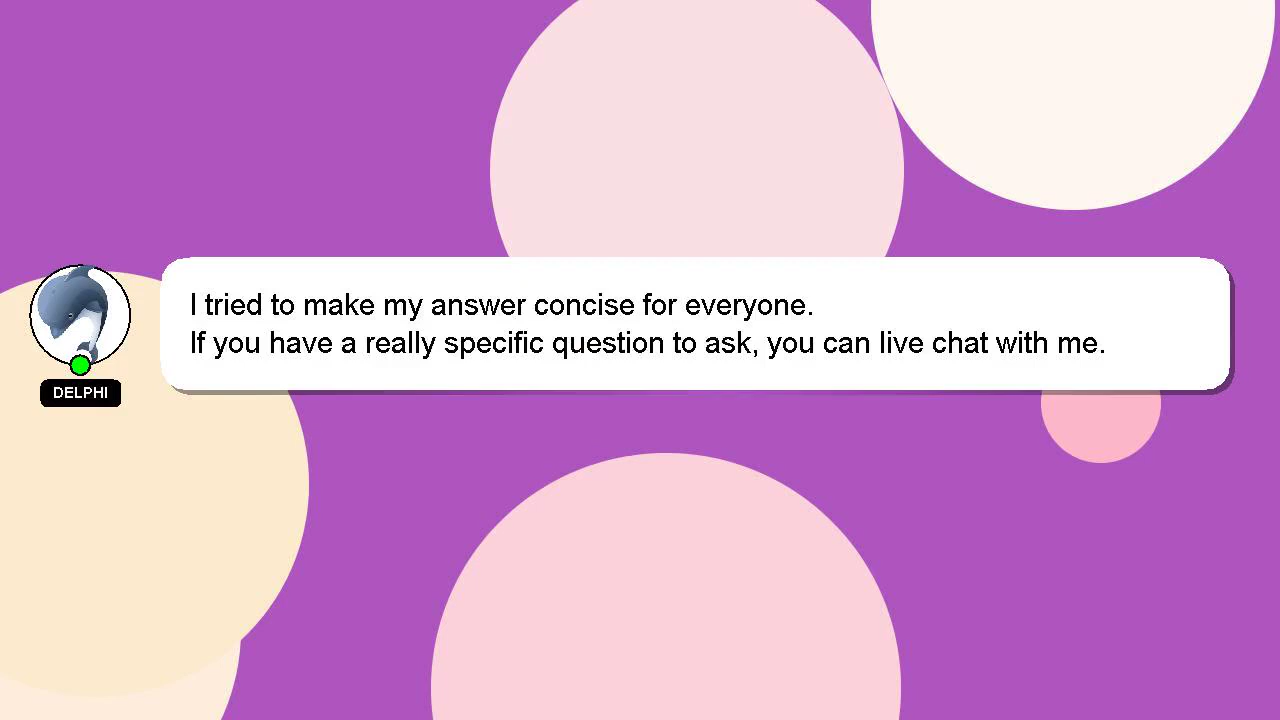 I tried to make my answer concise for everyone.
If you have a really specific question to ask, you can live chat with me.
DELPHI